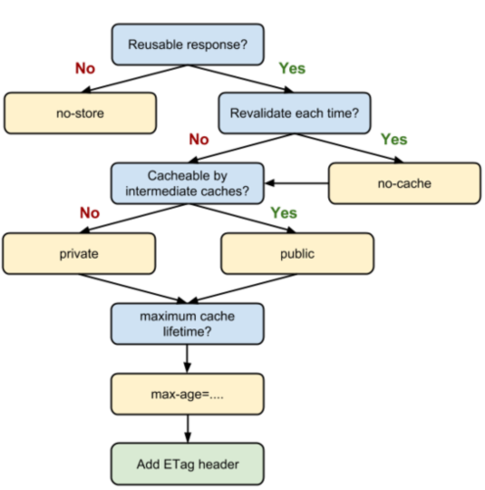 Reusable response?
No
Yes
no-store
Revalidate each time?
No
Yes
Cacheable by
intermediate caches?
no-cache
No
Yes
private
public
maximum cache
lifetime?
max-age=....
Add ETag header